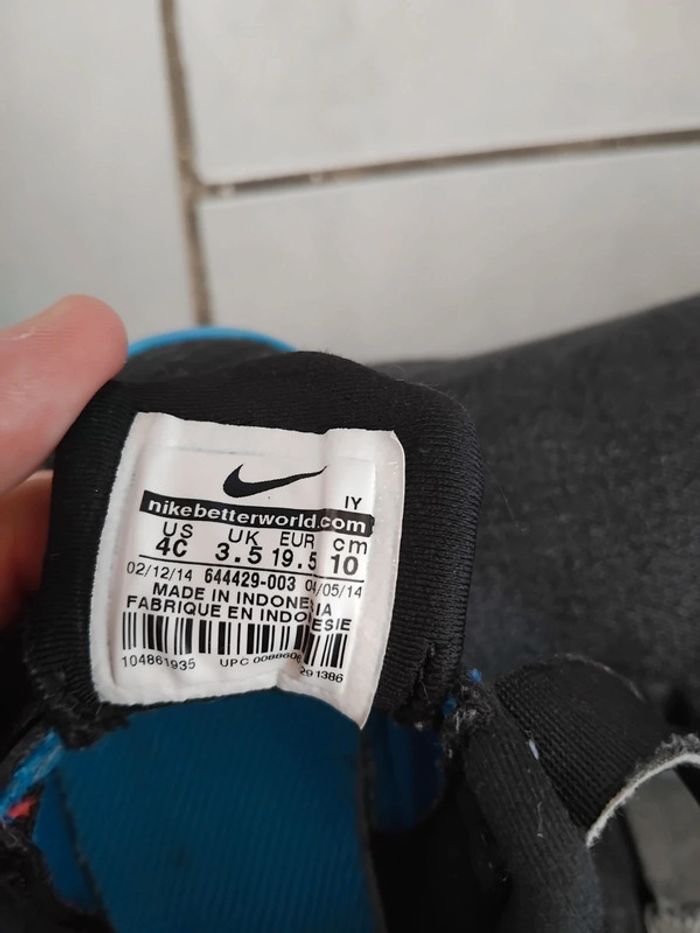 IY
nikebetterworld.com
US UK EUR cm
4C 3.5 19.5 10
02/12/14 644429-003 04/05/14
MADE IN INDONESIA
FABRIQUE EN INDONESIE
104861935 UPC 00886060291386